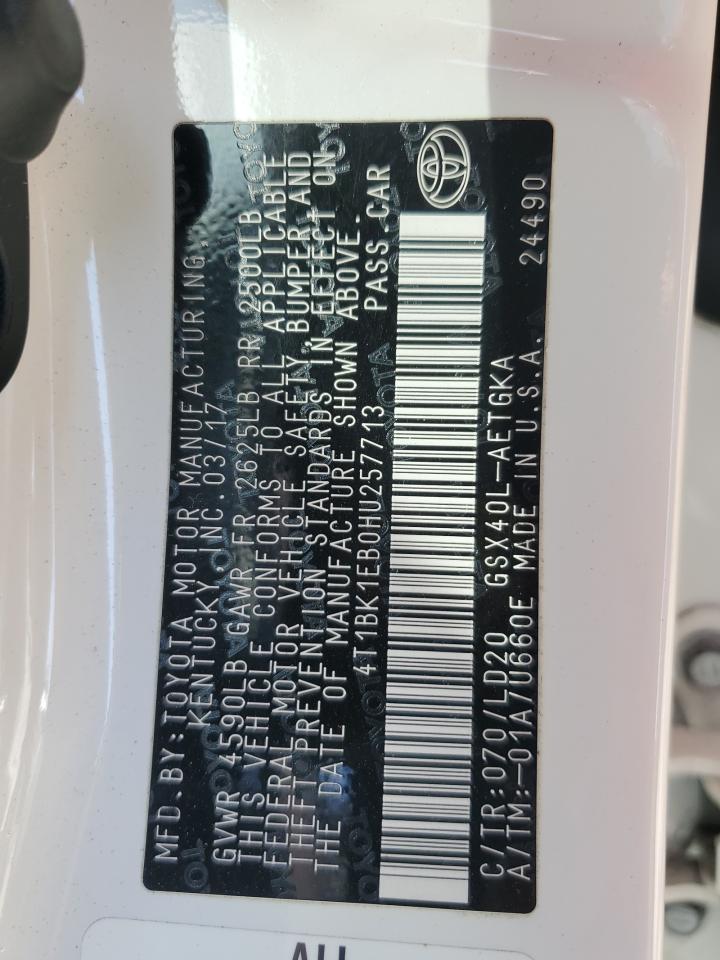 MFD.BY:TOYOTA MOTOR MANUFACTURING,
KENTUCKY, INC.03/17
GVWR 4590LB GAWR FR 2625LB RR 2500LB
THIS VEHICLE CONFORMS TO ALL APPLICABLE
FEDERAL MOTOR VEHICLE SAFETY, BUMPER, AND
THEFT PREVENTION STANDARDS IN EFFECT ON
THE DATE OF MANUFACTURE SHOWN ABOVE.
4T1BK1EB0HU257713 PASS.CAR
C/TR:070/LD20 GSX40L-AETGKA
A/TM:-01A/U660E MADE IN U.S.A. 24490